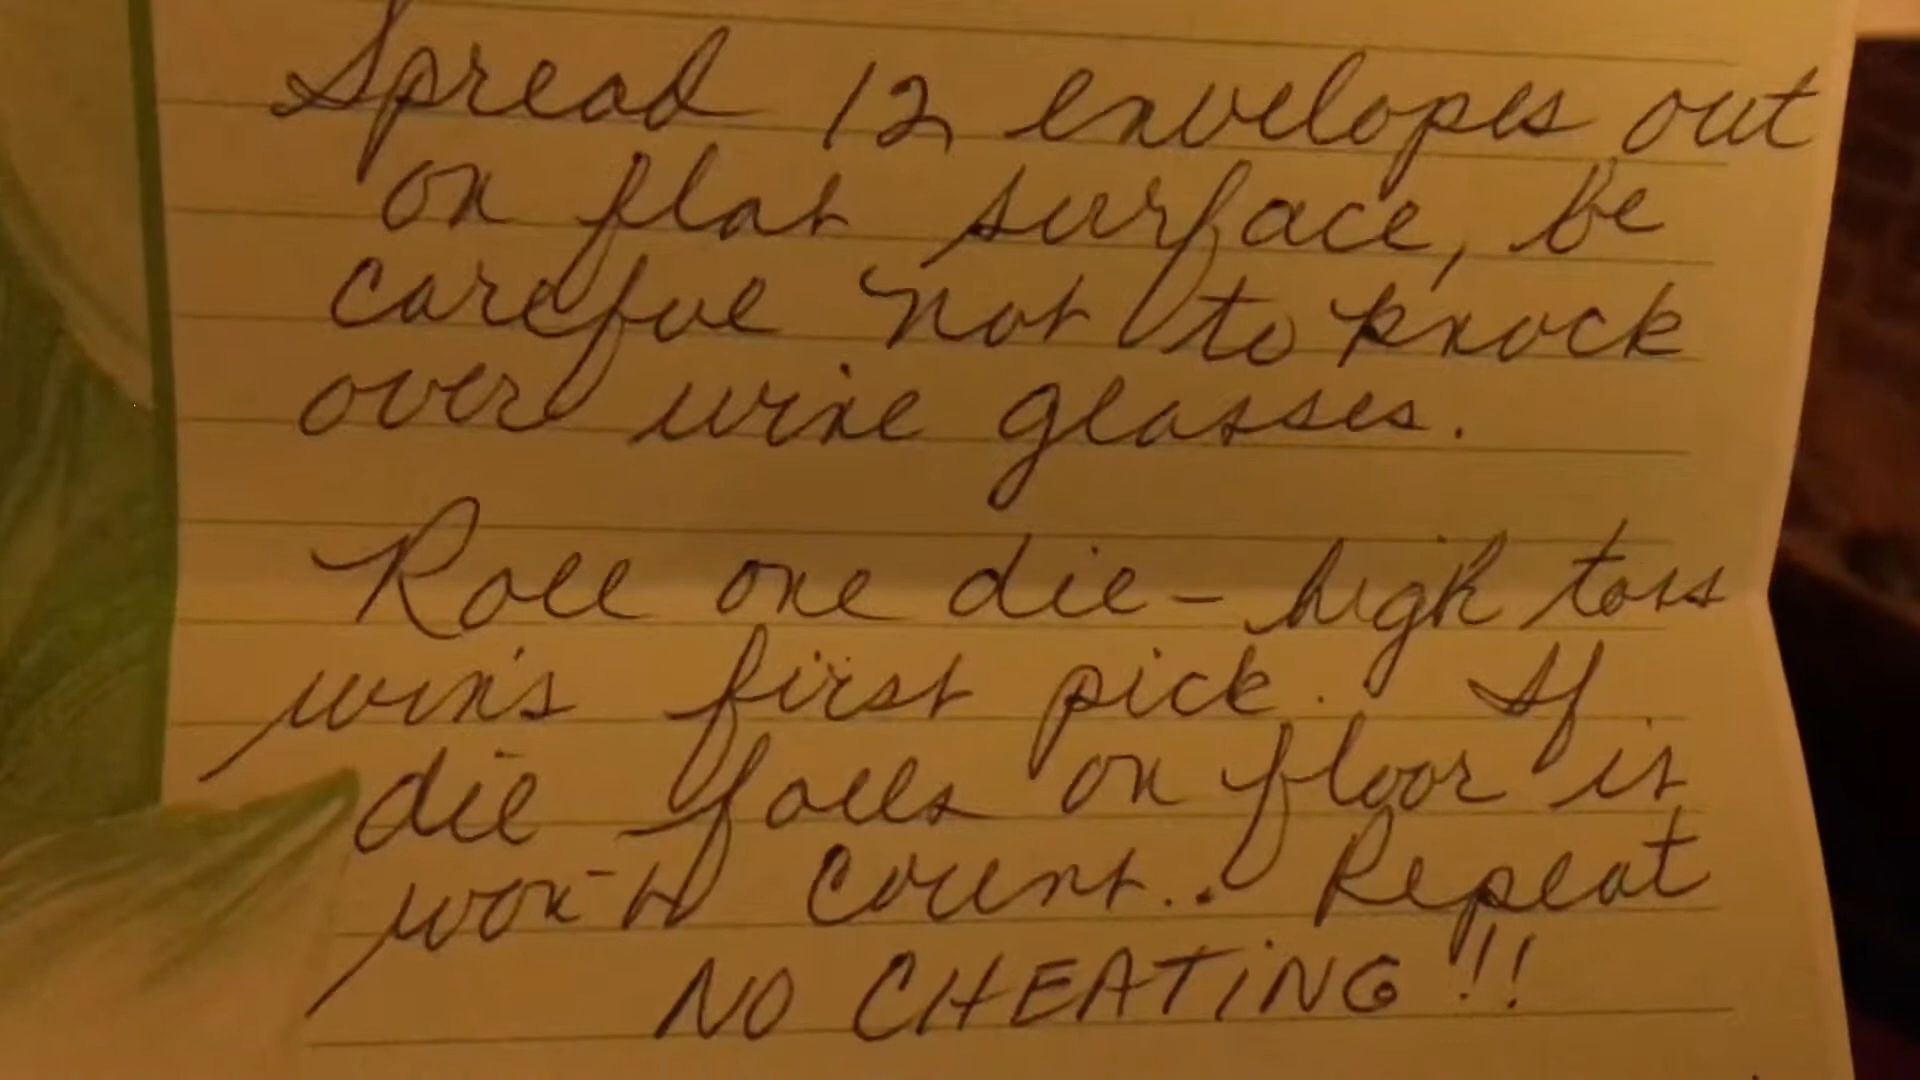 Spread 12 envelopes out
on flat surface, be
careful not to knock
over wine glasses.
Roll one die - high toss
wins first pick. If
die falls on floor it
won't count.. Repeat
NO CHEATING!!